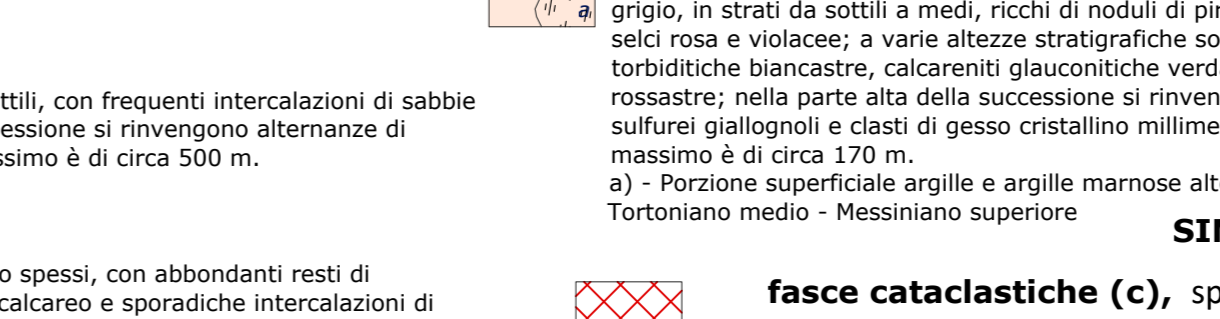 ttili, con frequenti intercalazioni di sabbie
essione si rinvengono alternanze di
ssimo è di circa 500 m.
o spessi, con abbondanti resti di
calcareo e sporadiche intercalazioni di
a
grigio, in strati da sottili a medi, ricchi di noduli di pir
selci rosa e violacee; a varie altezze stratigrafiche so
torbiditiche biancastre, calcareniti glauconitiche verda
rossastre; nella parte alta della successione si rinven
sulfurei giallognoli e clasti di gesso cristallino millime
massimo è di circa 170 m.
a) - Porzione superficiale argille e argille marnose alt
Tortoniano medio - Messiniano superiore
SIN
fasce cataclastiche (c), sp